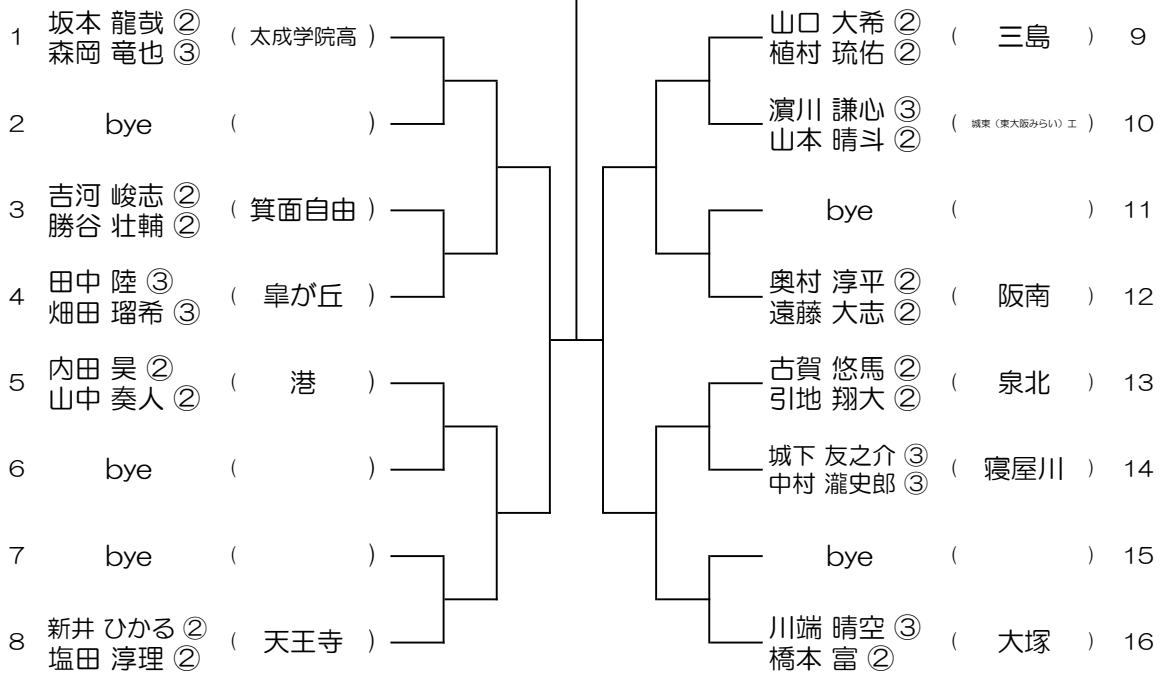 1 坂本 龍哉 ② ( 太成学院高 )
森岡 竜也 ③
2 bye ( )
3 吉河 峻志 ② ( 箕面自由 )
勝谷 壮輔 ②
4 田中 陸 ③ ( 皐が丘 )
畑田 瑠希 ③
5 内田 昊 ② ( 港 )
山中 奏人 ②
6 bye ( )
7 bye ( )
8 新井 ひかる ② ( 天王寺 )
塩田 淳理 ②
山口 大希 ② ( 三島 ) 9
植村 琉佑 ②
濵川 謙心 ③ ( 城東（東大阪みらい）工 ) 10
山本 晴斗 ②
bye ( ) 11
奥村 淳平 ② ( 阪南 ) 12
遠藤 大志 ②
古賀 悠馬 ② ( 泉北 ) 13
引地 翔大 ②
城下 友之介 ③ ( 寝屋川 ) 14
中村 瀧史郎 ③
bye ( ) 15
川端 晴空 ③ ( 大塚 ) 16
橋本 富 ②